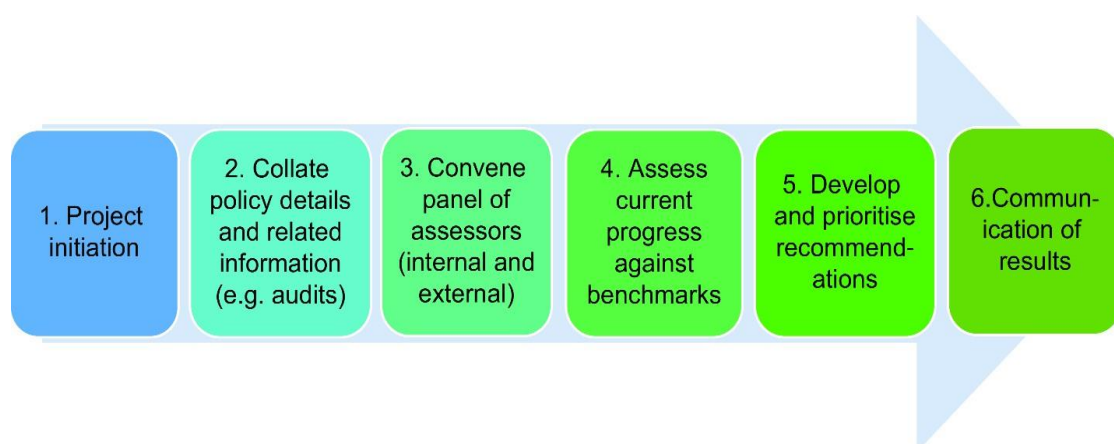 1. Project
initiation
2. Collate
policy details
and related
information
(e.g. audits)
3. Convene
panel of
assessors
(internal and
external)
4. Assess
current
progress
against
benchmarks
5. Develop
and prioritise
recommend-
ations
6.Commun-
ication of
results